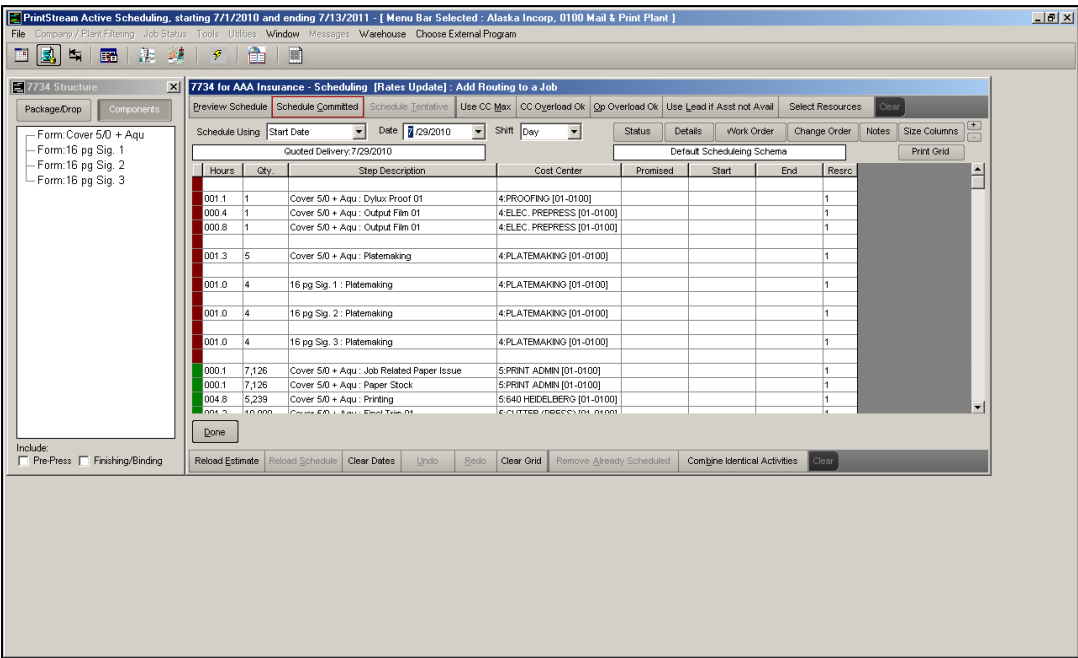 PrintStream Active Scheduling, starting 7/1/2010 and ending 7/13/2011 - [ Menu Bar Selected : Alaska Incorp, 0100 Mail & Print Plant ]
File Company / Plant Filtering Job Status Tools Utilities Window Messages Warehouse Choose External Program
7734 Structure
Package/Drop Components
Form:Cover 5/0 + Aqu
Form:16 pg Sig. 1
Form:16 pg Sig. 2
Form:16 pg Sig. 3
Include:
Pre-Press Finishing/Binding
7734 for AAA Insurance - Scheduling [Rates Update] : Add Routing to a Job
Preview Schedule Schedule Committed Schedule Tentative Use CC Max CC Overload Ok Op Overload Ok Use Lead if Asst not Avail Select Resources Clear
Schedule Using Start Date Date 7/29/2010 Shift Day Status Details Work Order Change Order Notes Size Columns + -
Quoted Delivery:7/29/2010 Default Scheduleing Schema Print Grid
Hours Qty. Step Description Cost Center Promised Start End Resrc
001.1 1 Cover 5/0 + Aqu : Dylux Proof 01 4:PROOFING [01-0100] 1
000.4 1 Cover 5/0 + Aqu : Output Film 01 4:ELEC. PREPRESS [01-0100] 1
000.8 1 Cover 5/0 + Aqu : Output Film 01 4:ELEC. PREPRESS [01-0100] 1
001.3 5 Cover 5/0 + Aqu : Platemaking 4:PLATEMAKING [01-0100] 1
001.0 4 16 pg Sig. 1 : Platemaking 4:PLATEMAKING [01-0100] 1
001.0 4 16 pg Sig. 2 : Platemaking 4:PLATEMAKING [01-0100] 1
001.0 4 16 pg Sig. 3 : Platemaking 4:PLATEMAKING [01-0100] 1
000.1 7,126 Cover 5/0 + Aqu : Job Related Paper Issue 5:PRINT ADMIN [01-0100] 1
000.1 7,126 Cover 5/0 + Aqu : Paper Stock 5:PRINT ADMIN [01-0100] 1
004.8 5,239 Cover 5/0 + Aqu : Printing 5:640 HEIDELBERG [01-0100] 1
Done
Reload Estimate Reload Schedule Clear Dates Undo Redo Clear Grid Remove Already Scheduled Combine Identical Activities Clear